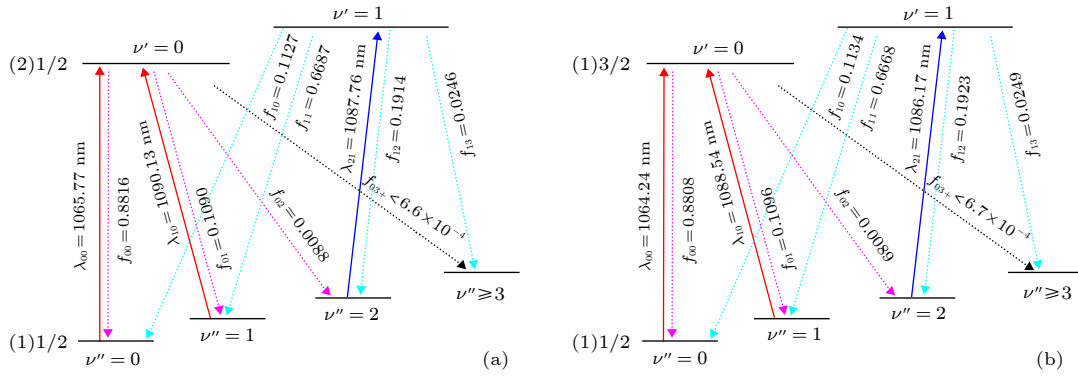 ν′ = 1
ν′ = 0
(2)1/2
λ₀₀=1065.77 nm
f₀₀=0.8816
λ₁₀=1090.13 nm
f₀₁=0.1090
f₀₂=0.0088
f₀₃₊<6.6×10⁻⁴
f₁₀=0.1127
f₁₁=0.6687
λ₂₁=1087.76 nm
f₁₂=0.1914
f₁₃=0.0246
ν″ ⩾ 3
ν″ = 2
ν″ = 1
(1)1/2
ν″ = 0
(a)
ν′ = 1
ν′ = 0
(1)3/2
λ₀₀=1064.24 nm
f₀₀=0.8808
λ₁₀=1088.54 nm
f₀₁=0.1096
f₀₂=0.0089
f₀₃₊<6.7×10⁻⁴
f₁₀=0.1134
f₁₁=0.6668
λ₂₁=1086.17 nm
f₁₂=0.1923
f₁₃=0.0249
ν″ ⩾ 3
ν″ = 2
ν″ = 1
(1)1/2
ν″ = 0
(b)